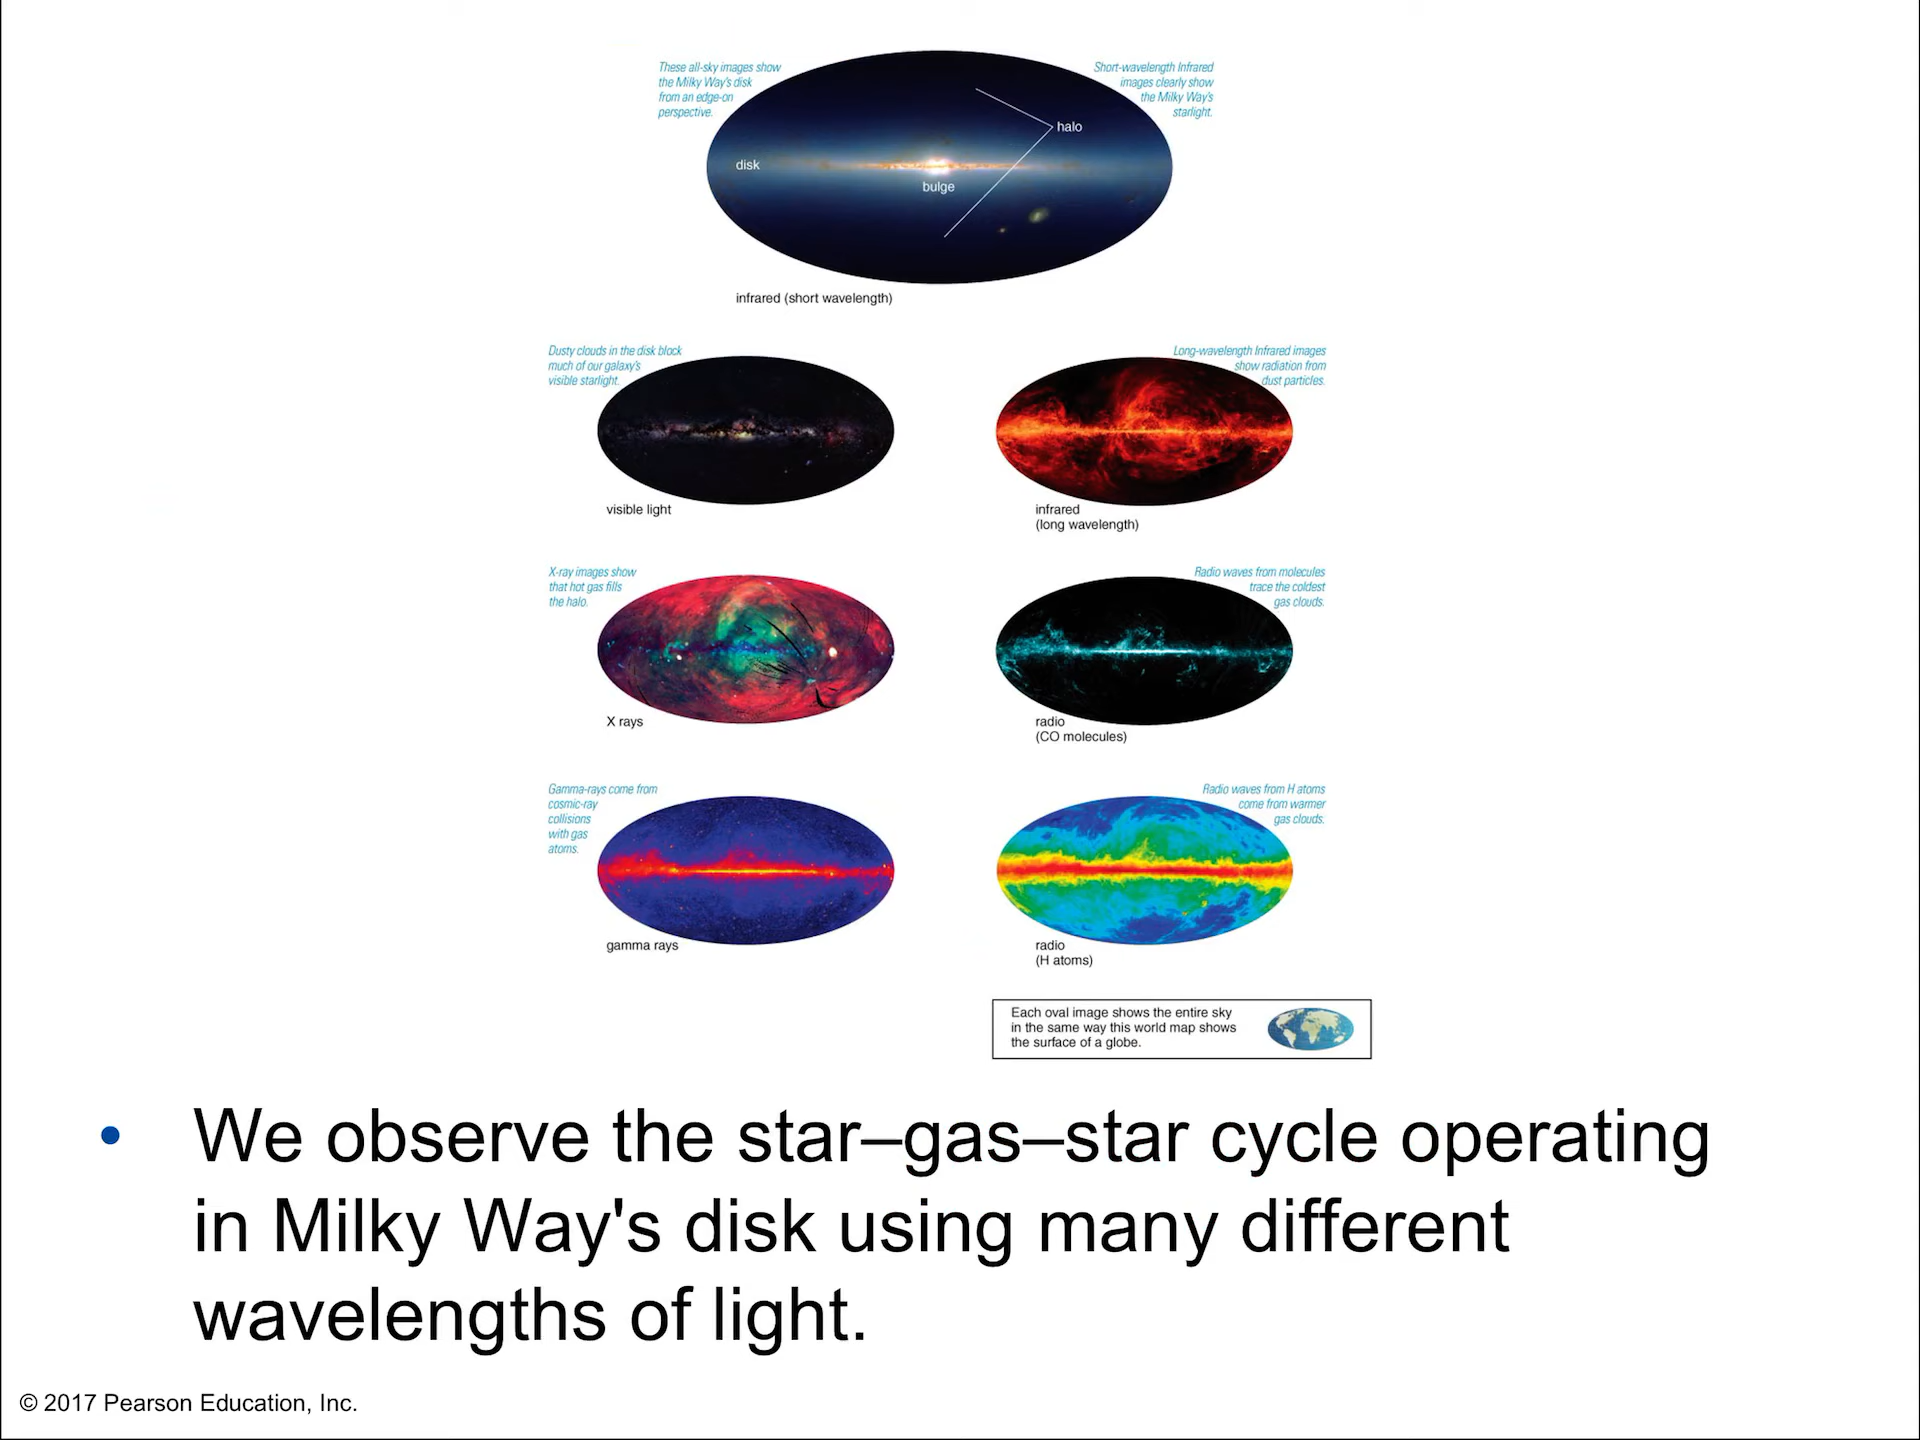 These all-sky images show
the Milky Way's disk
from an edge-on
perspective.
Short-wavelength Infrared
images clearly show
the Milky Way's
starlight.
halo
disk
bulge
infrared (short wavelength)
Dusty clouds in the disk block
much of our galaxy's
visible starlight.
visible light
Long-wavelength Infrared images
show radiation from
dust particles.
infrared
(long wavelength)
X-ray images show
that hot gas fills
the halo.
X rays
Radio waves from molecules
trace the coldest
gas clouds.
radio
(CO molecules)
Gamma-rays come from
cosmic-ray
collisions
with gas
atoms.
gamma rays
Radio waves from H atoms
come from warmer
gas clouds.
radio
(H atoms)
Each oval image shows the entire sky
in the same way this world map shows
the surface of a globe.
• We observe the star–gas–star cycle operating
in Milky Way's disk using many different
wavelengths of light.
© 2017 Pearson Education, Inc.